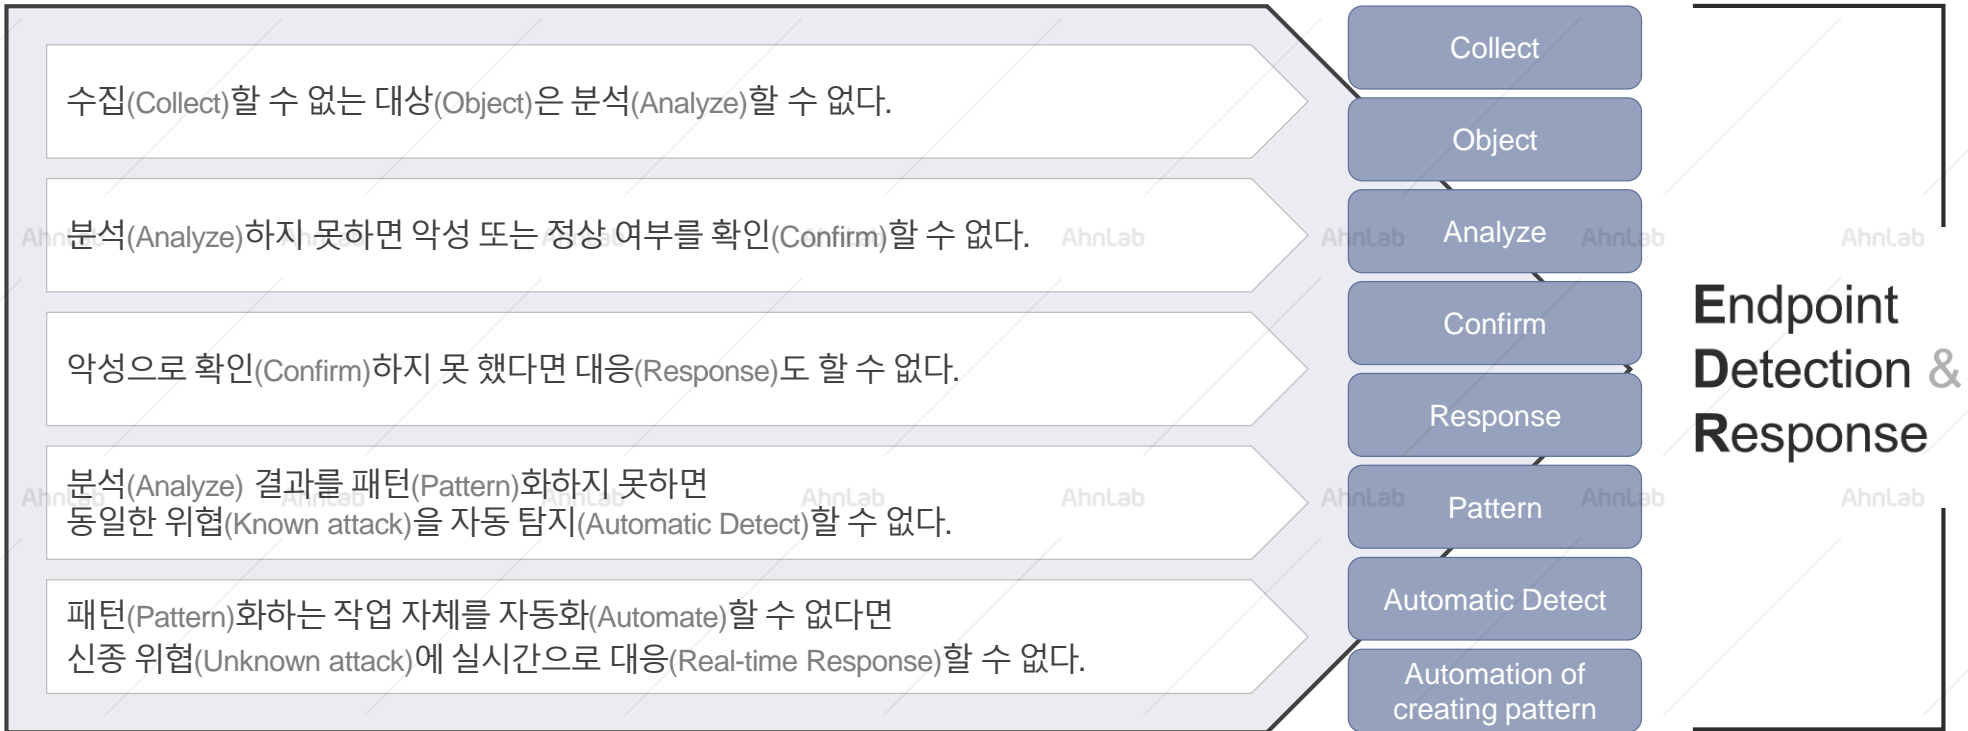 수집(Collect)할 수 없는 대상(Object)은 분석(Analyze)할 수 없다.
분석(Analyze)하지 못하면 악성 또는 정상 여부를 확인(Confirm)할 수 없다.
악성으로 확인(Confirm)하지 못 했다면 대응(Response)도 할 수 없다.
분석(Analyze) 결과를 패턴(Pattern)화하지 못하면
동일한 위협(Known attack)을 자동 탐지(Automatic Detect)할 수 없다.
패턴(Pattern)화하는 작업 자체를 자동화(Automate)할 수 없다면
신종 위협(Unknown attack)에 실시간으로 대응(Real-time Response)할 수 없다.
Collect
Object
Analyze
Confirm
Response
Pattern
Automatic Detect
Automation of
creating pattern
Endpoint
Detection &
Response
AhnLab AhnLab AhnLab AhnLab AhnLab AhnLab AhnLab AhnLab
AhnLab AhnLab AhnLab AhnLab AhnLab AhnLab AhnLab AhnLab